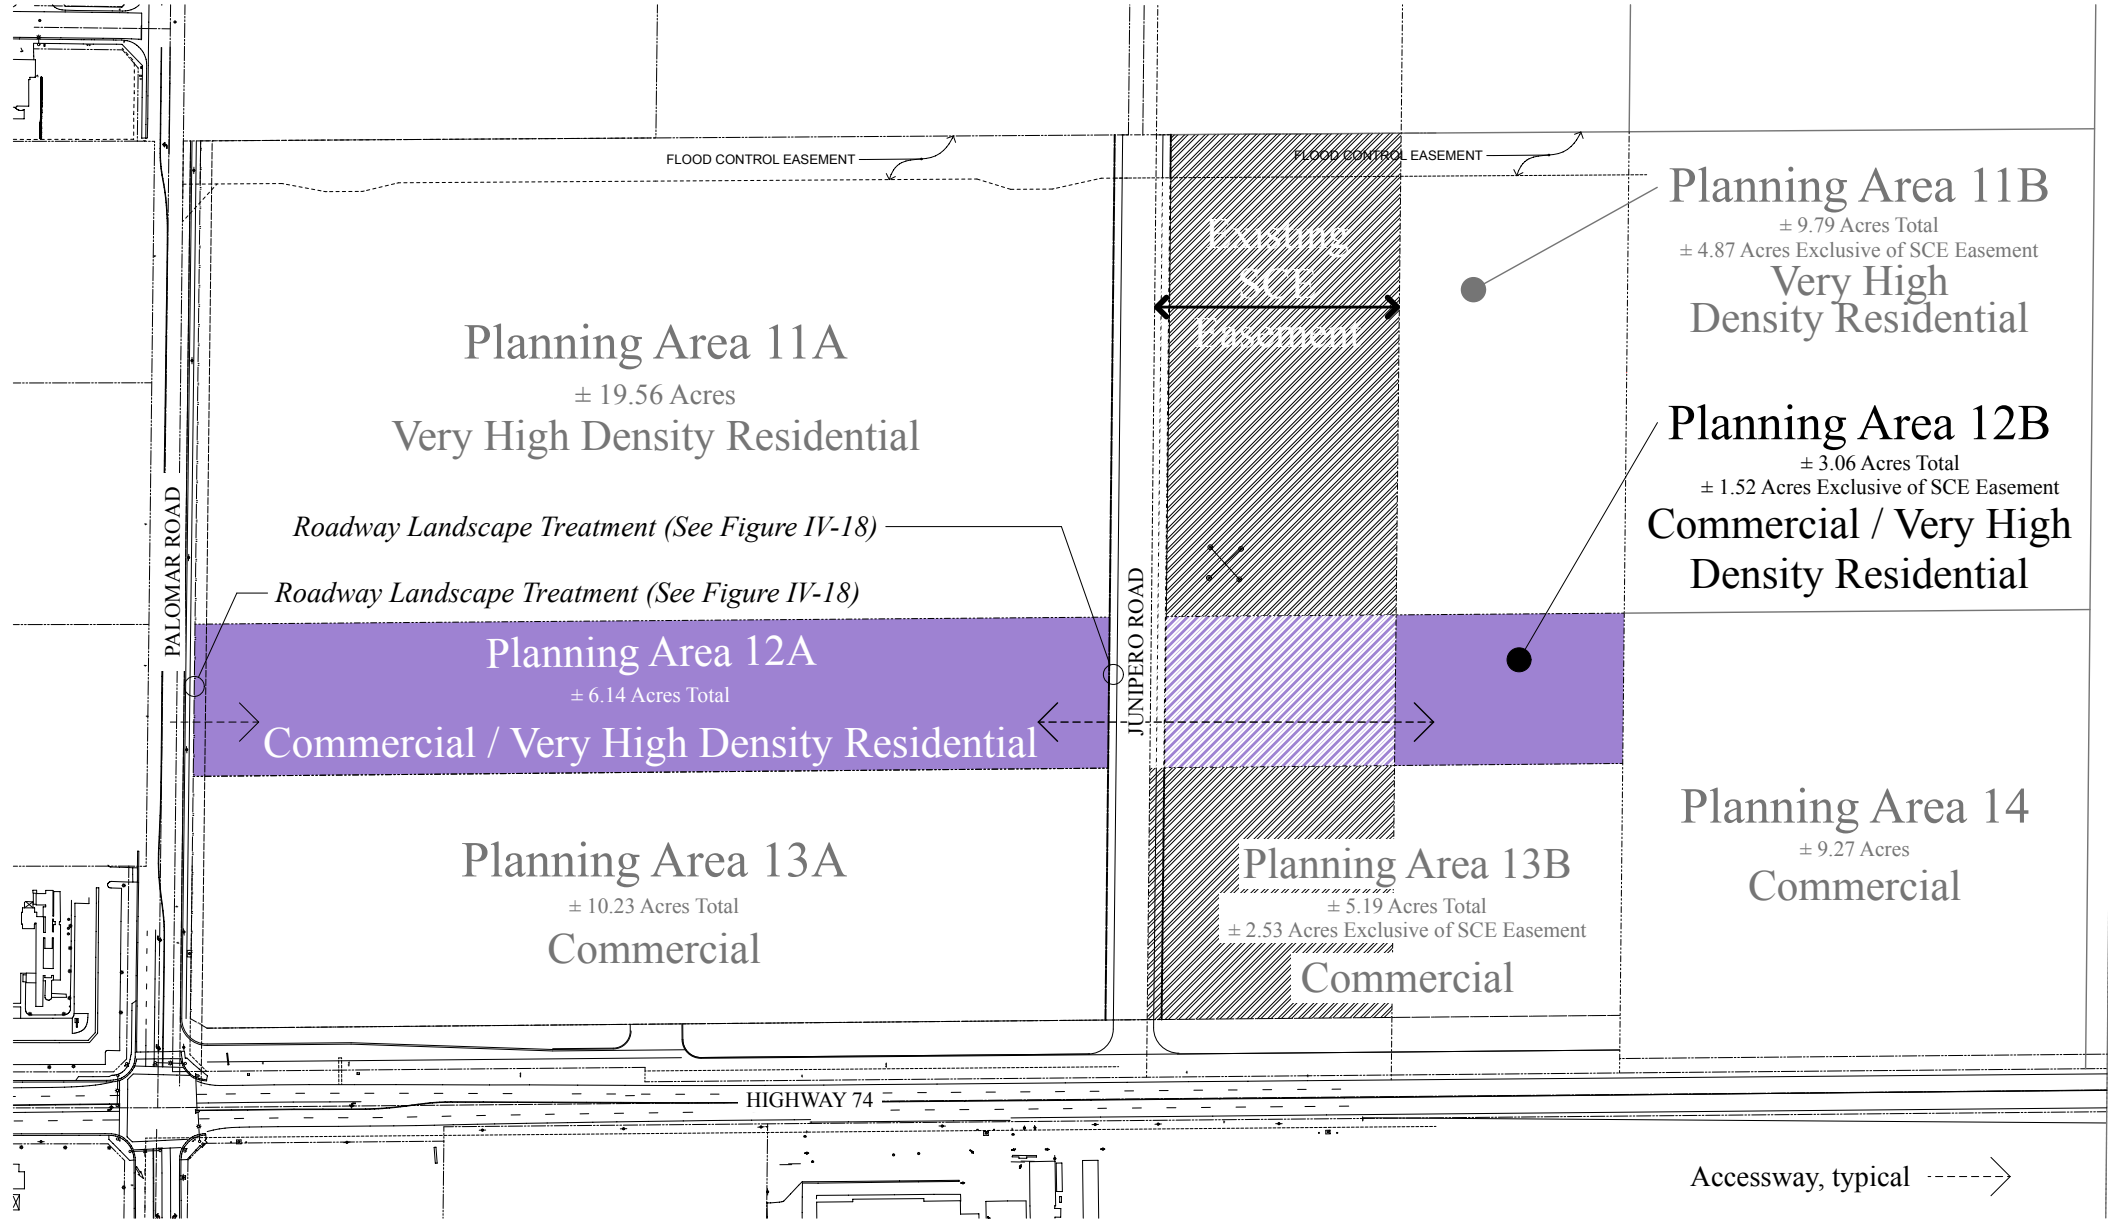 FLOOD CONTROL EASEMENT
FLOOD CONTROL EASEMENT
Planning Area 11B
± 9.79 Acres Total
± 4.87 Acres Exclusive of SCE Easement
Very High
Density Residential
Existing
SCE
Easement
Planning Area 11A
± 19.56 Acres
Very High Density Residential
Planning Area 12B
± 3.06 Acres Total
± 1.52 Acres Exclusive of SCE Easement
Commercial / Very High
Density Residential
Roadway Landscape Treatment (See Figure IV-18)
Roadway Landscape Treatment (See Figure IV-18)
PALOMAR ROAD
JUNIPERO ROAD
Planning Area 12A
± 6.14 Acres Total
Commercial / Very High Density Residential
Planning Area 13A
± 10.23 Acres Total
Commercial
Planning Area 13B
± 5.19 Acres Total
± 2.53 Acres Exclusive of SCE Easement
Commercial
Planning Area 14
± 9.27 Acres
Commercial
HIGHWAY 74
Accessway, typical